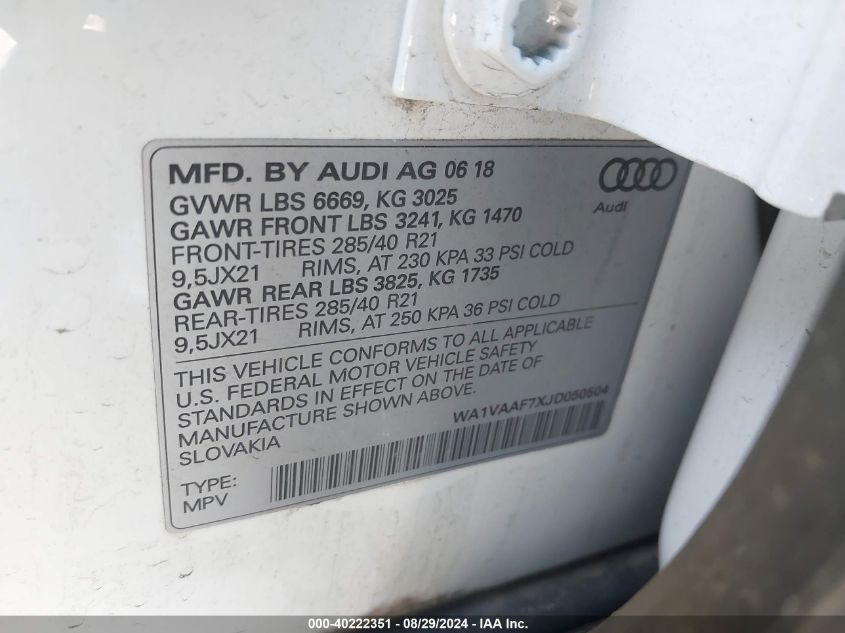 MFD. BY AUDI AG 06 18
GVWR LBS 6669, KG 3025
GAWR FRONT LBS 3241, KG 1470
FRONT-TIRES 285/40 R21
9,5JX21 RIMS, AT 230 KPA 33 PSI COLD
GAWR REAR LBS 3825, KG 1735
REAR-TIRES 285/40 R21
9,5JX21 RIMS, AT 250 KPA 36 PSI COLD
Audi
THIS VEHICLE CONFORMS TO ALL APPLICABLE
U.S. FEDERAL MOTOR VEHICLE SAFETY
STANDARDS IN EFFECT ON THE DATE OF
MANUFACTURE SHOWN ABOVE.
SLOVAKIA
WA1VAAF7XJD050504
TYPE:
MPV
000-40222351 - 08/29/2024 - IAAI.com